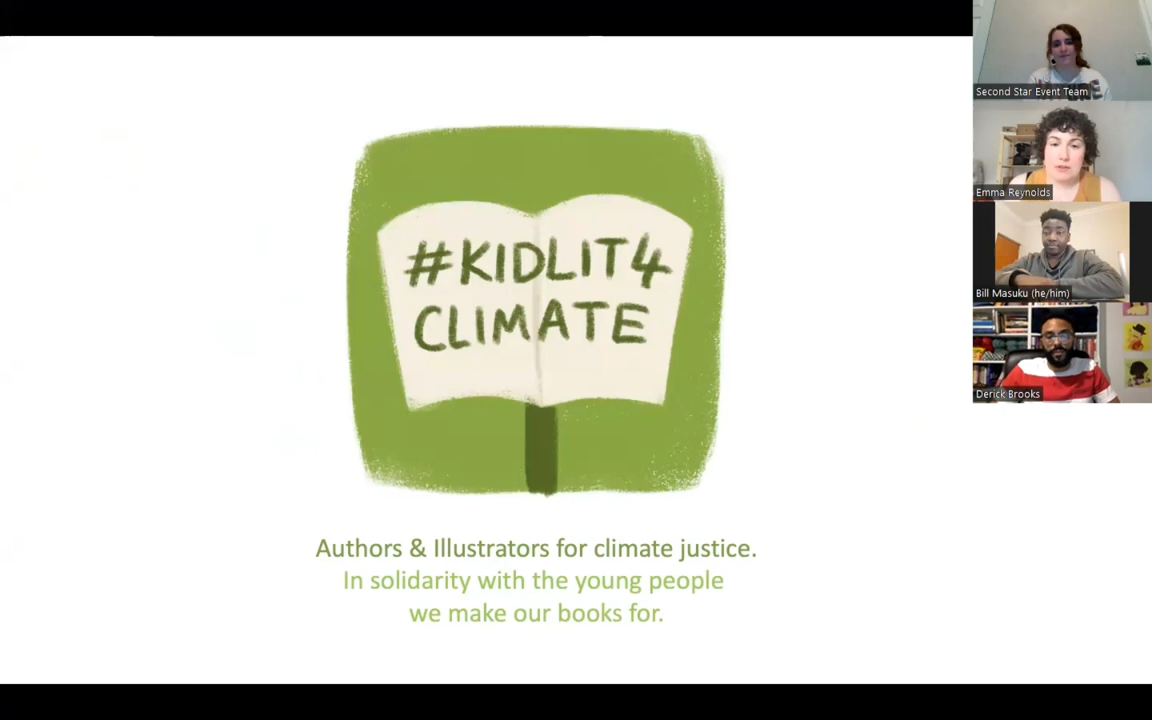 #KIDLIT4
CLIMATE
Authors & Illustrators for climate justice.
In solidarity with the young people
we make our books for.
Second Star Event Team
Emma Reynolds
Bill Masuku (he/him)
Derick Brooks